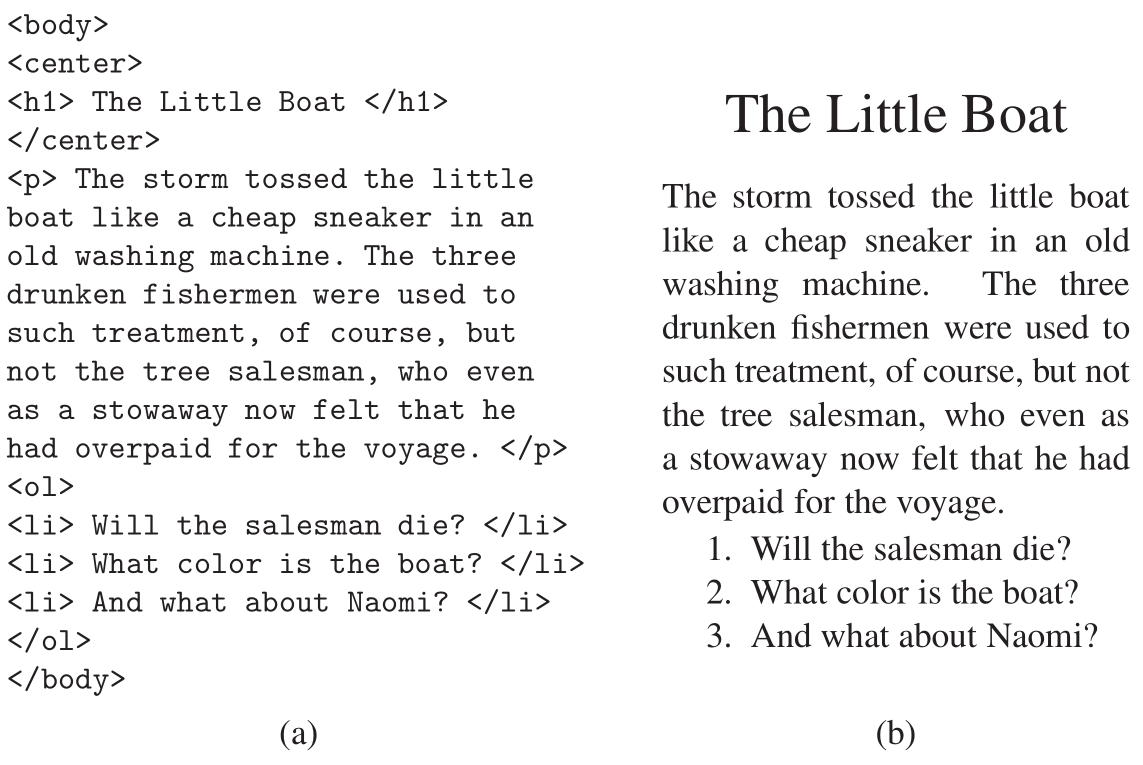 <body>
<center>
<h1> The Little Boat </h1>
</center>
<p> The storm tossed the little
boat like a cheap sneaker in an
old washing machine. The three
drunken fishermen were used to
such treatment, of course, but
not the tree salesman, who even
as a stowaway now felt that he
had overpaid for the voyage. </p>
<ol>
<li> Will the salesman die? </li>
<li> What color is the boat? </li>
<li> And what about Naomi? </li>
</ol>
</body>
(a)
The Little Boat
The storm tossed the little boat
like a cheap sneaker in an old
washing machine. The three
drunken fishermen were used to
such treatment, of course, but not
the tree salesman, who even as
a stowaway now felt that he had
overpaid for the voyage.
1. Will the salesman die?
2. What color is the boat?
3. And what about Naomi?
(b)